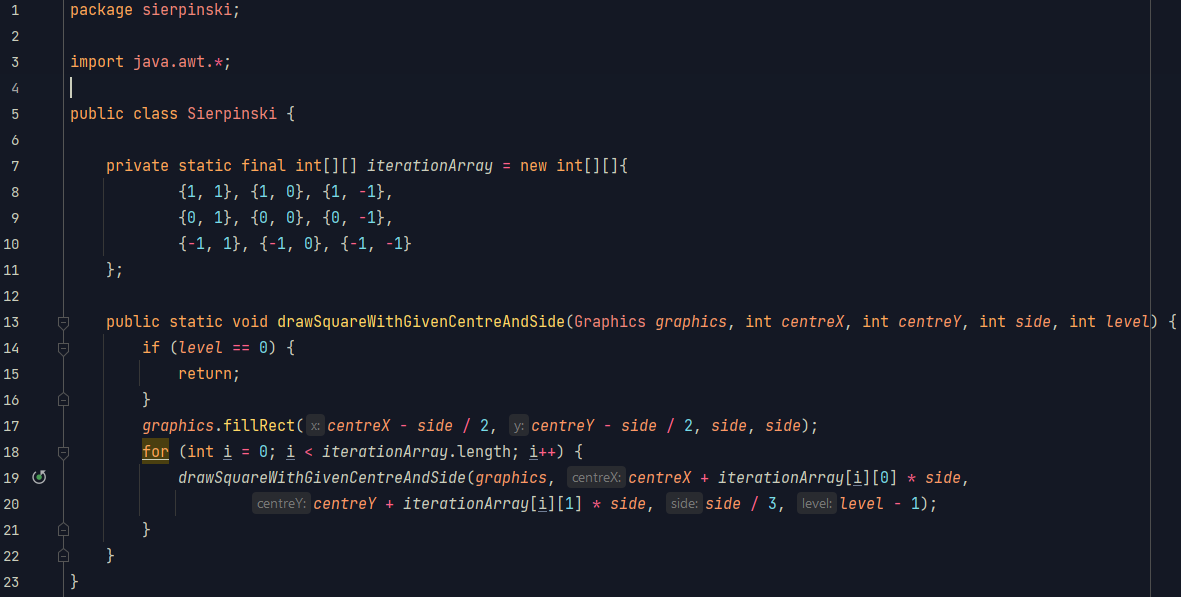 1 package sierpinski;
2
3 import java.awt.*;
4
5 public class Sierpinski {
6
7     private static final int[][] iterationArray = new int[][]{
8             {1, 1}, {1, 0}, {1, -1},
9             {0, 1}, {0, 0}, {0, -1},
10             {-1, 1}, {-1, 0}, {-1, -1}
11     };
12
13     public static void drawSquareWithGivenCentreAndSide(Graphics graphics, int centreX, int centreY, int side, int level) {
14         if (level == 0) {
15             return;
16         }
17         graphics.fillRect( x: centreX - side / 2, y: centreY - side / 2, side, side);
18         for (int i = 0; i < iterationArray.length; i++) {
19             drawSquareWithGivenCentreAndSide(graphics, centreX: centreX + iterationArray[i][0] * side,
20                     centreY: centreY + iterationArray[i][1] * side, side: side / 3, level: level - 1);
21         }
22     }
23 }